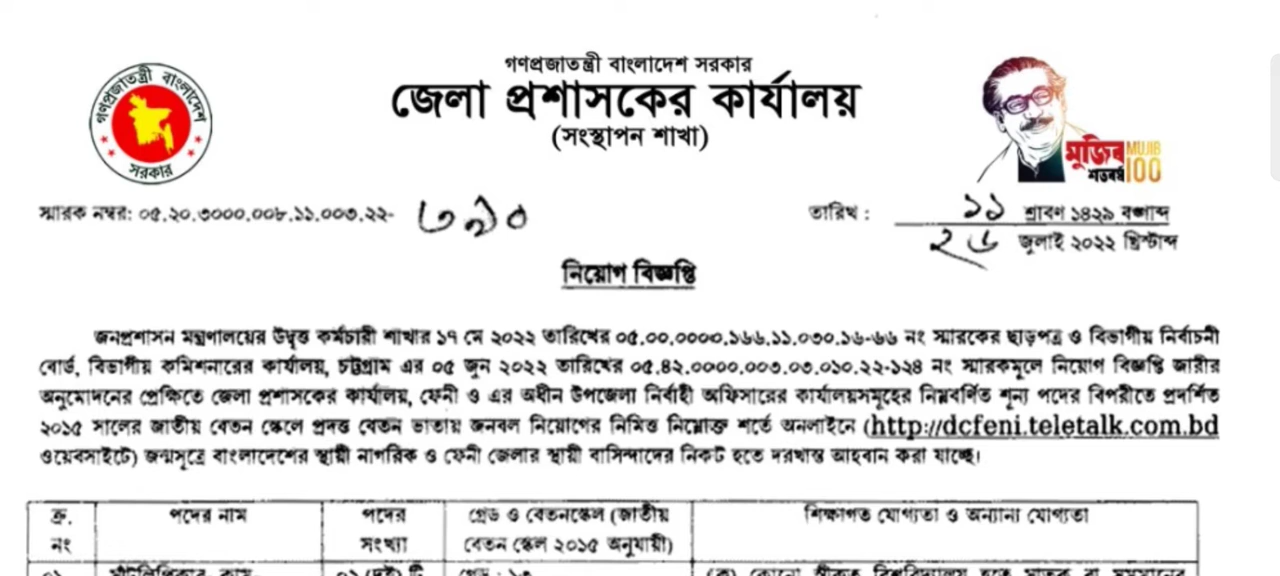 গণপ্রজাতন্ত্রী বাংলাদেশ সরকার
জেলা প্রশাসকের কার্যালয়
(সংস্থাপন শাখা)
গণপ্রজাতন্ত্রী বাংলাদেশ
সরকার
মুজিব MUJIB
শতবর্ষ 100
স্মারক নম্বর: ০৫.২০.৩০০০.০০৮.১১.০০৩.২২- ৩৯০
তারিখ : ১১ শ্রাবণ ১৪২৯ বঙ্গাব্দ
২৬ জুলাই ২০২২ খ্রিস্টাব্দ
নিয়োগ বিজ্ঞপ্তি
জনপ্রশাসন মন্ত্রণালয়ের উদ্বৃত্ত কর্মচারী শাখার ১৭ মে ২০২২ তারিখের ০৫.০০.০০০০.১৬৬.১১.০৩০.১৬-৬৬ নং স্মারকের ছাড়পত্র ও বিভাগীয় নির্বাচনী
বোর্ড, বিভাগীয় কমিশনারের কার্যালয়, চট্টগ্রাম এর ০৫ জুন ২০২২ তারিখের ০৫.৪২.০০০০.০০৩.০৩.০১০.২২-১২৪ নং স্মারকমূলে নিয়োগ বিজ্ঞপ্তি জারীর
অনুমোদনের প্রেক্ষিতে জেলা প্রশাসকের কার্যালয়, ফেনী ও এর অধীন উপজেলা নির্বাহী অফিসারের কার্যালয়সমূহের নিম্নবর্ণিত শূন্য পদের বিপরীতে প্রদর্শিত
২০১৫ সালের জাতীয় বেতন স্কেলে প্রদত্ত বেতন ভাতায় জনবল নিয়োগের নিমিত্ত নিম্নোক্ত শর্তে অনলাইনে (http://dcfeni.teletalk.com.bd
ওয়েবসাইটে) জন্মসূত্রে বাংলাদেশের স্থায়ী নাগরিক ও ফেনী জেলার স্থায়ী বাসিন্দাদের নিকট হতে দরখাস্ত আহবান করা যাচ্ছে।
ক্র. পদের নাম পদের গ্রেড ও বেতনস্কেল (জাতীয় শিক্ষাগত যোগ্যতা ও অন্যান্য যোগ্যতা
নং সংখ্যা বেতন স্কেল ২০১৫ অনুযায়ী)